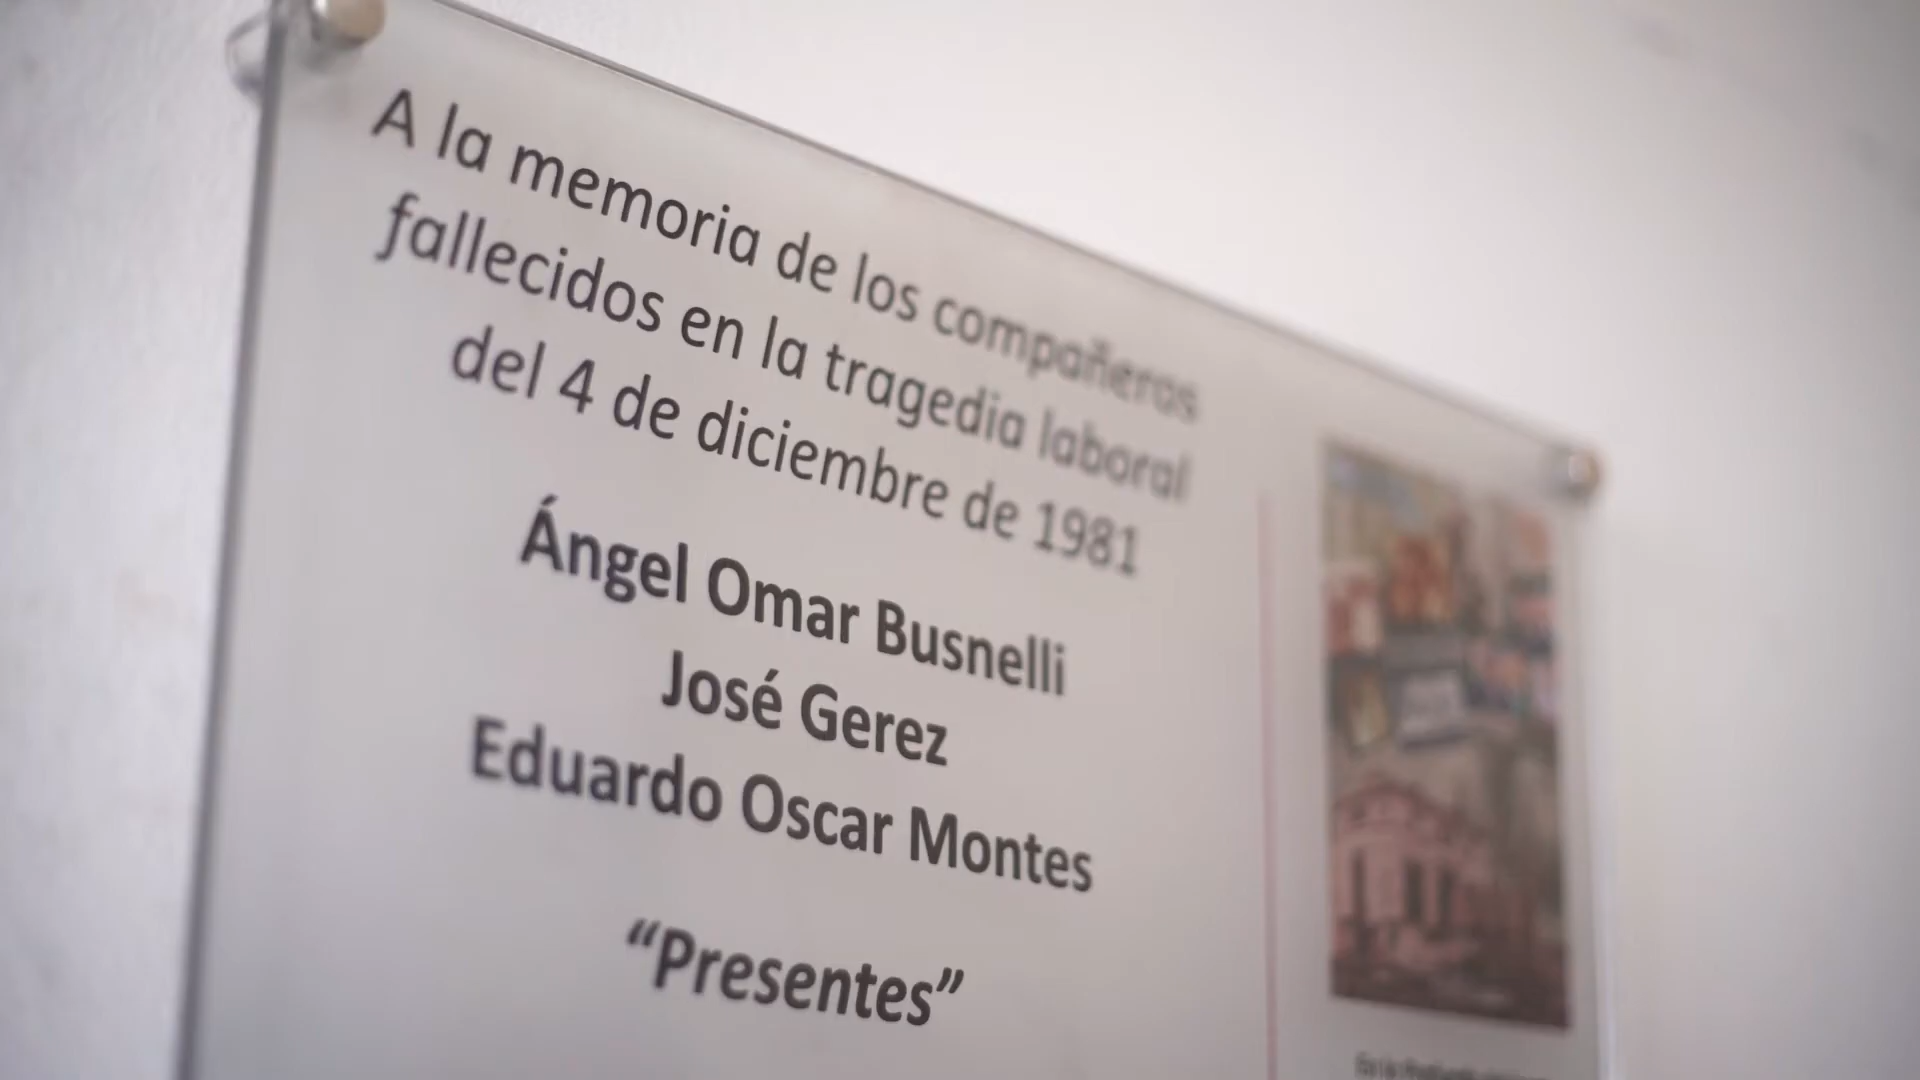 A la memoria de los compañeros
fallecidos en la tragedia laboral
del 4 de diciembre de 1981
Ángel Omar Busnelli
José Gerez
Eduardo Oscar Montes
“Presentes”